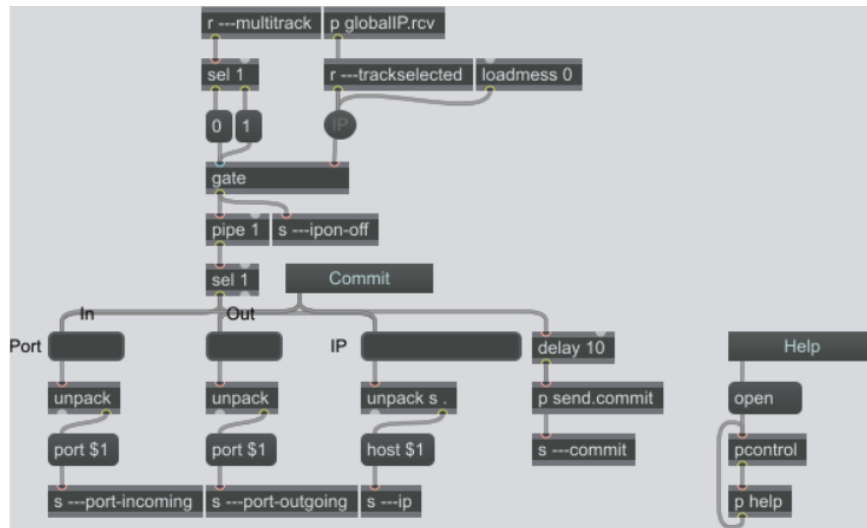 r ---multitrack
p globalIP.rcv
sel 1
r ---trackselected
loadmess 0
0
1
IP
gate
pipe 1
s ---ipon-off
sel 1
Commit
In
Out
Port
IP
delay 10
Help
unpack
unpack
unpack s .
p send.commit
open
port $1
port $1
host $1
s ---commit
pcontrol
s ---port-incoming
s ---port-outgoing
s ---ip
p help